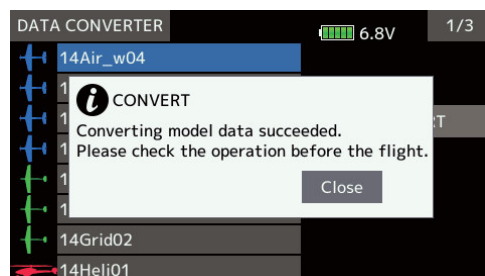 DATA CONVERTER
6.8V
1/3
14Air_w04
CONVERT
Converting model data succeeded.
Please check the operation before the flight.
Close
14Grid02
14Heli01